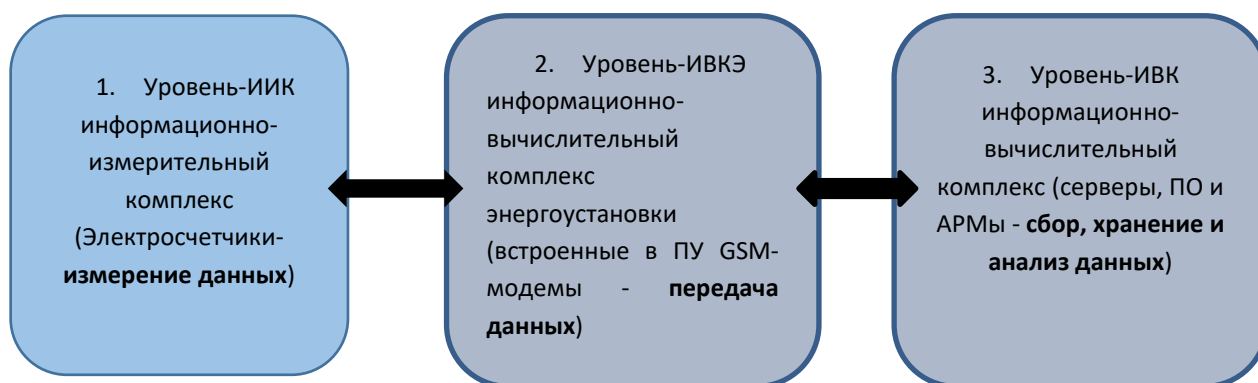 1. Уровень-ИИК
информационно-
измерительный
комплекс
(Электросчетчики-
измерение данных)
2. Уровень-ИВКЭ
информационно-
вычислительный
комплекс
энергоустановки
(встроенные в ПУ GSM-
модемы - передача
данных)
3. Уровень-ИВК
информационно-
вычислительный
комплекс (серверы, ПО и
АРМы - сбор, хранение и
анализ данных)